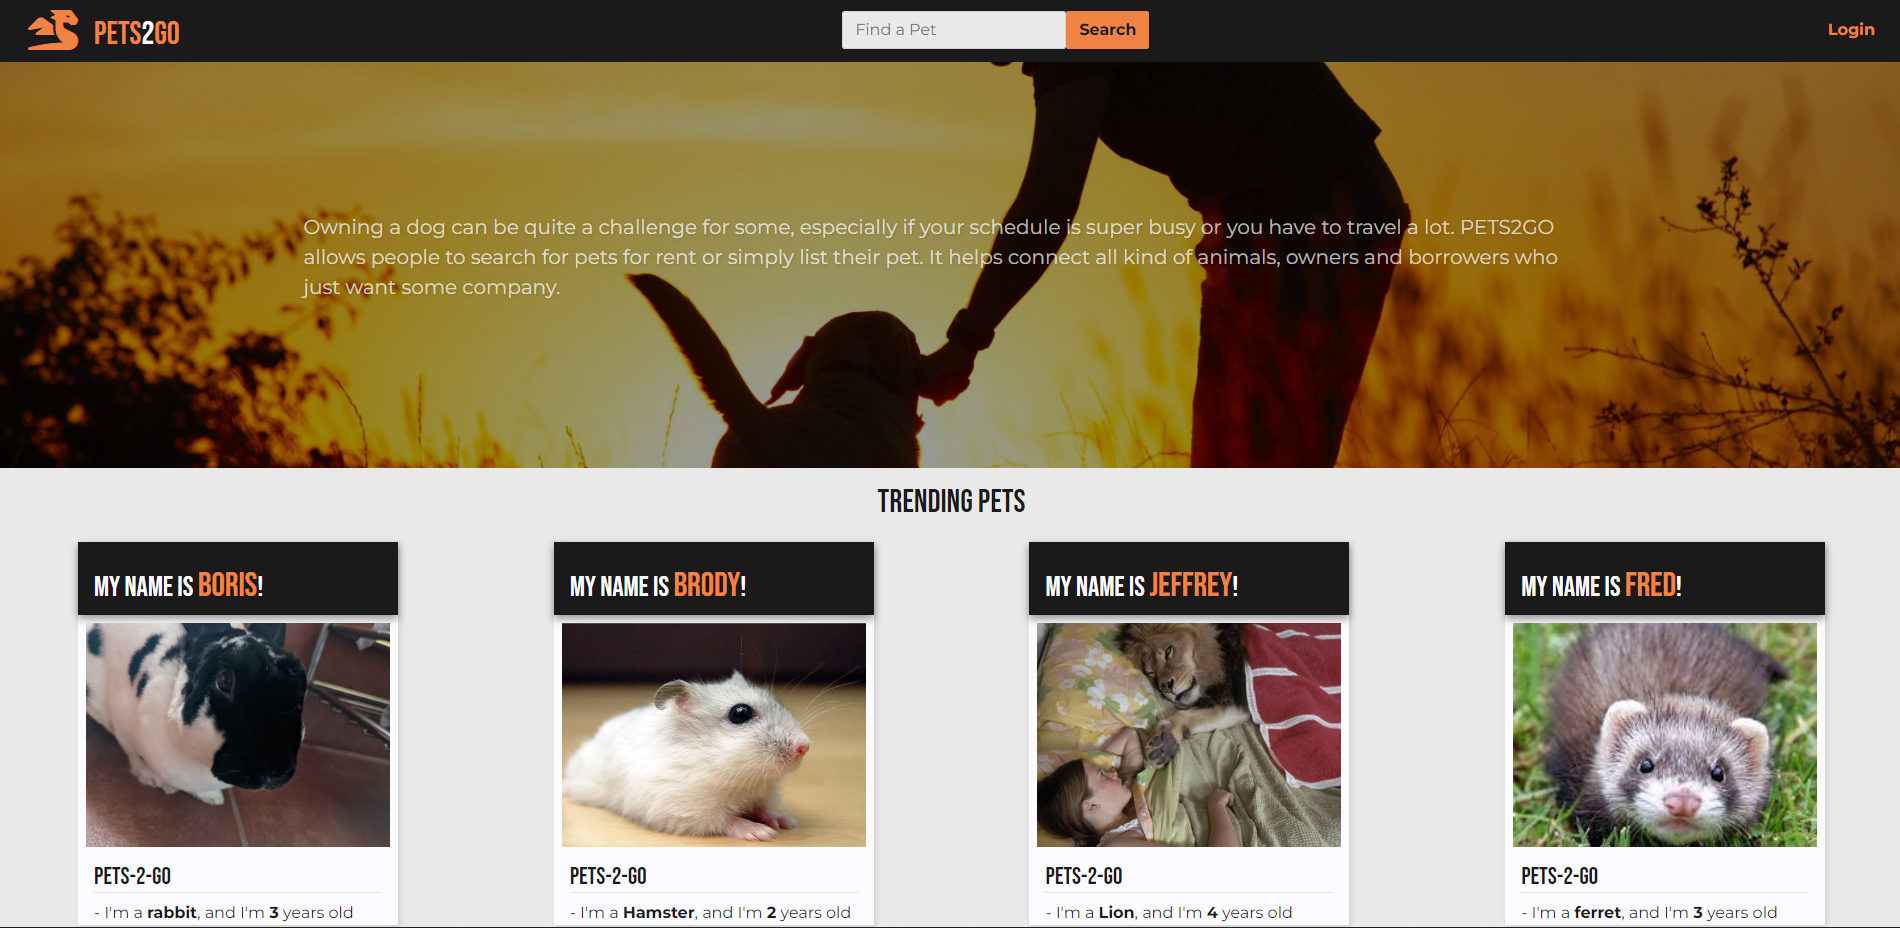 PETS2GO
Find a Pet
Search
Login
Owning a dog can be quite a challenge for some, especially if your schedule is super busy or you have to travel a lot. PETS2GO
allows people to search for pets for rent or simply list their pet. It helps connect all kind of animals, owners and borrowers who
just want some company.
TRENDING PETS
MY NAME IS BORIS!
PETS-2-GO
- I'm a rabbit, and I'm 3 years old
MY NAME IS BRODY!
PETS-2-GO
- I'm a Hamster, and I'm 2 years old
MY NAME IS JEFFREY!
PETS-2-GO
- I'm a Lion, and I'm 4 years old
MY NAME IS FRED!
PETS-2-GO
- I'm a ferret, and I'm 3 years old